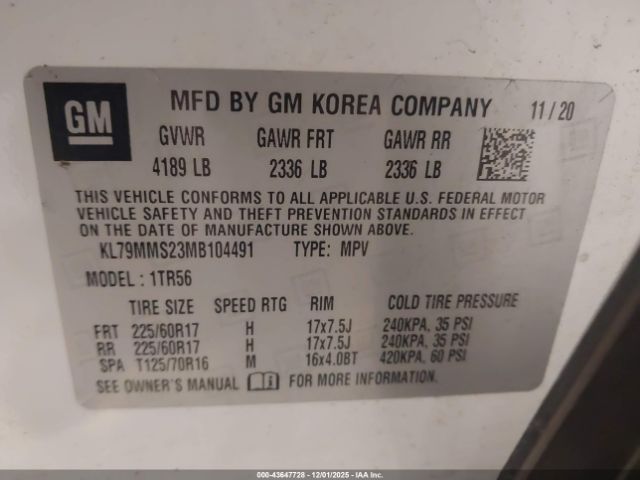 GM
MFD BY GM KOREA COMPANY 11/20
GVWR GAWR FRT GAWR RR
4189 LB 2336 LB 2336 LB
THIS VEHICLE CONFORMS TO ALL APPLICABLE U.S. FEDERAL MOTOR
VEHICLE SAFETY AND THEFT PREVENTION STANDARDS IN EFFECT
ON THE DATE OF MANUFACTURE SHOWN ABOVE.
KL79MMS23MB104491 TYPE: MPV
MODEL: 1TR56
TIRE SIZE SPEED RTG RIM COLD TIRE PRESSURE
FRT 225/60R17 H 17x7.5J 240KPA, 35 PSI
RR 225/60R17 H 17x7.5J 240KPA, 35 PSI
SPA T125/70R16 M 16x4.0BT 420KPA, 60 PSI
SEE OWNER'S MANUAL FOR MORE INFORMATION.
000-43647728 - 12/01/2025 - IAA Inc.